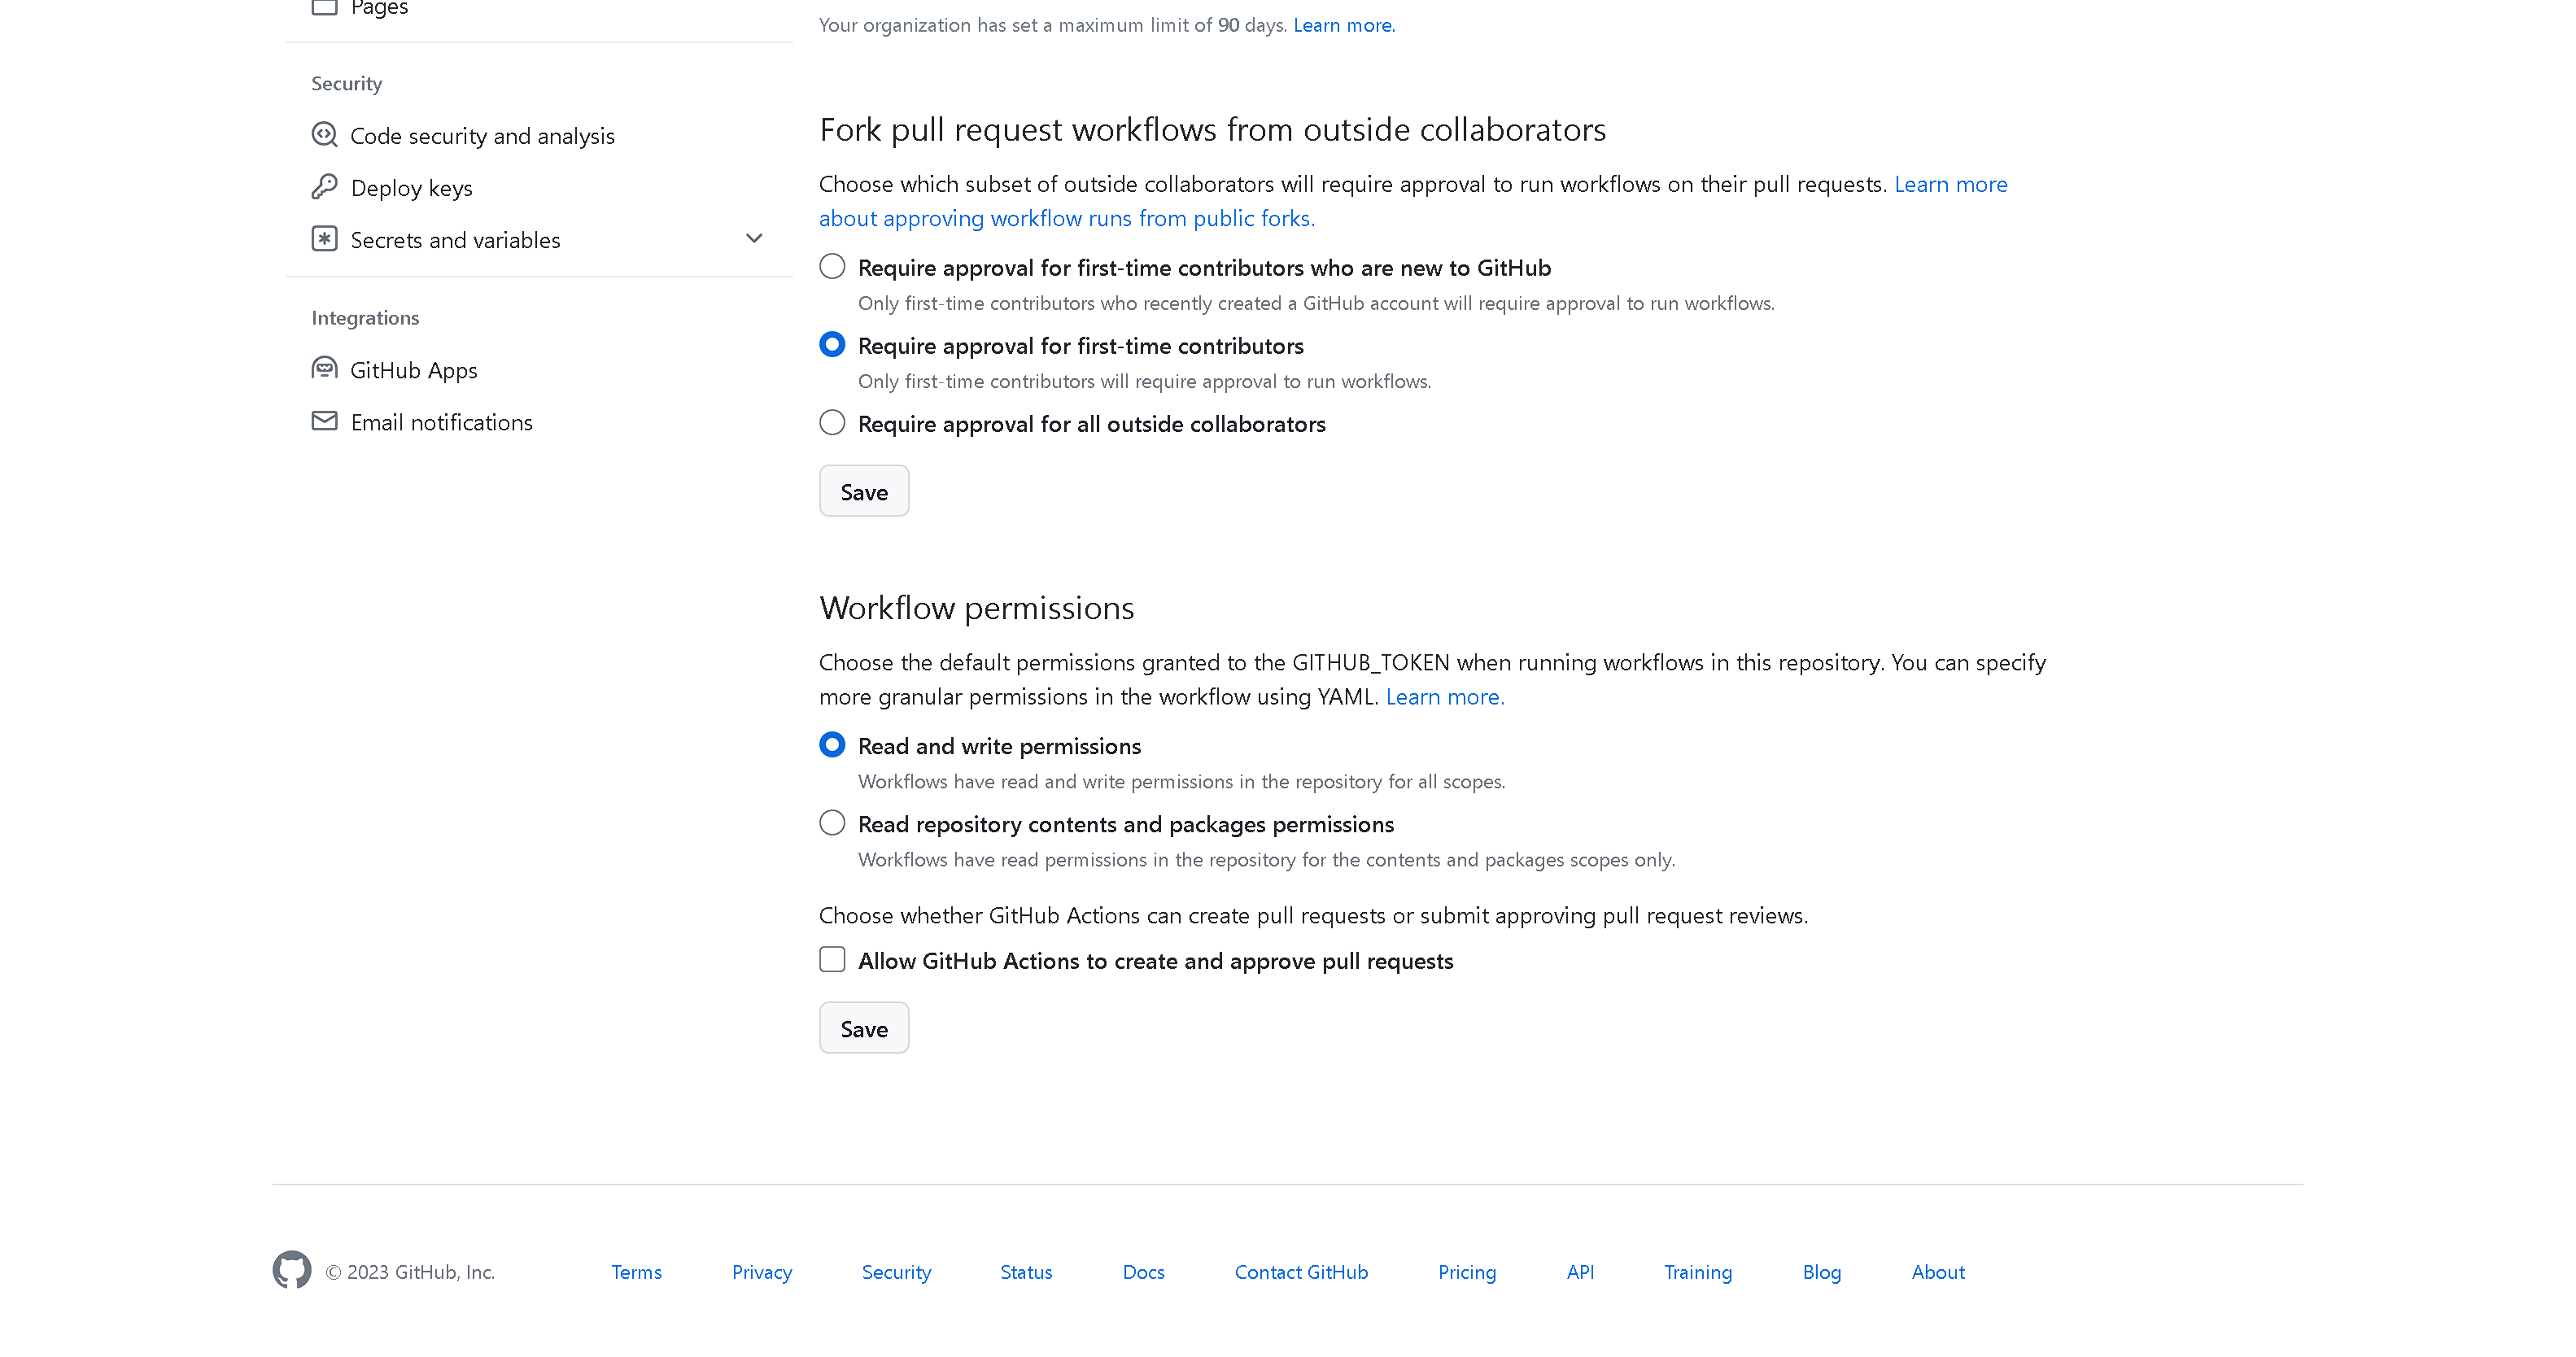 Pages
Security
Code security and analysis
Deploy keys
Secrets and variables
Integrations
GitHub Apps
Email notifications
Your organization has set a maximum limit of 90 days. Learn more.
Fork pull request workflows from outside collaborators
Choose which subset of outside collaborators will require approval to run workflows on their pull requests. Learn more
about approving workflow runs from public forks.
Require approval for first-time contributors who are new to GitHub
Only first-time contributors who recently created a GitHub account will require approval to run workflows.
Require approval for first-time contributors
Only first-time contributors will require approval to run workflows.
Require approval for all outside collaborators
Save
Workflow permissions
Choose the default permissions granted to the GITHUB_TOKEN when running workflows in this repository. You can specify
more granular permissions in the workflow using YAML. Learn more.
Read and write permissions
Workflows have read and write permissions in the repository for all scopes.
Read repository contents and packages permissions
Workflows have read permissions in the repository for the contents and packages scopes only.
Choose whether GitHub Actions can create pull requests or submit approving pull request reviews.
Allow GitHub Actions to create and approve pull requests
Save
© 2023 GitHub, Inc. Terms Privacy Security Status Docs Contact GitHub Pricing API Training Blog About